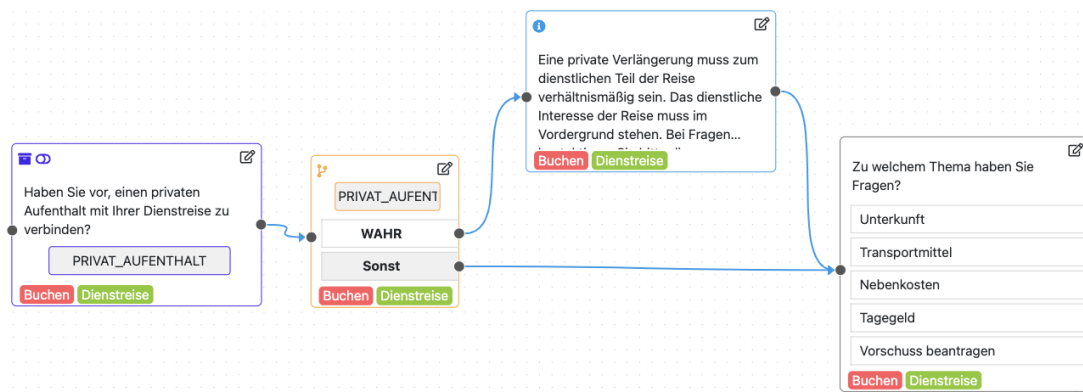 Haben Sie vor, einen privaten
Aufenthalt mit Ihrer Dienstreise zu
verbinden?
PRIVAT_AUFENTHALT
Buchen Dienstreise
PRIVAT_AUFENT
WAHR
Sonst
Buchen Dienstreise
Eine private Verlängerung muss zum
dienstlichen Teil der Reise
verhältnismäßig sein. Das dienstliche
Interesse der Reise muss im
Vordergrund stehen. Bei Fragen...
Buchen Dienstreise
Zu welchem Thema haben Sie
Fragen?
Unterkunft
Transportmittel
Nebenkosten
Tagegeld
Vorschuss beantragen
Buchen Dienstreise